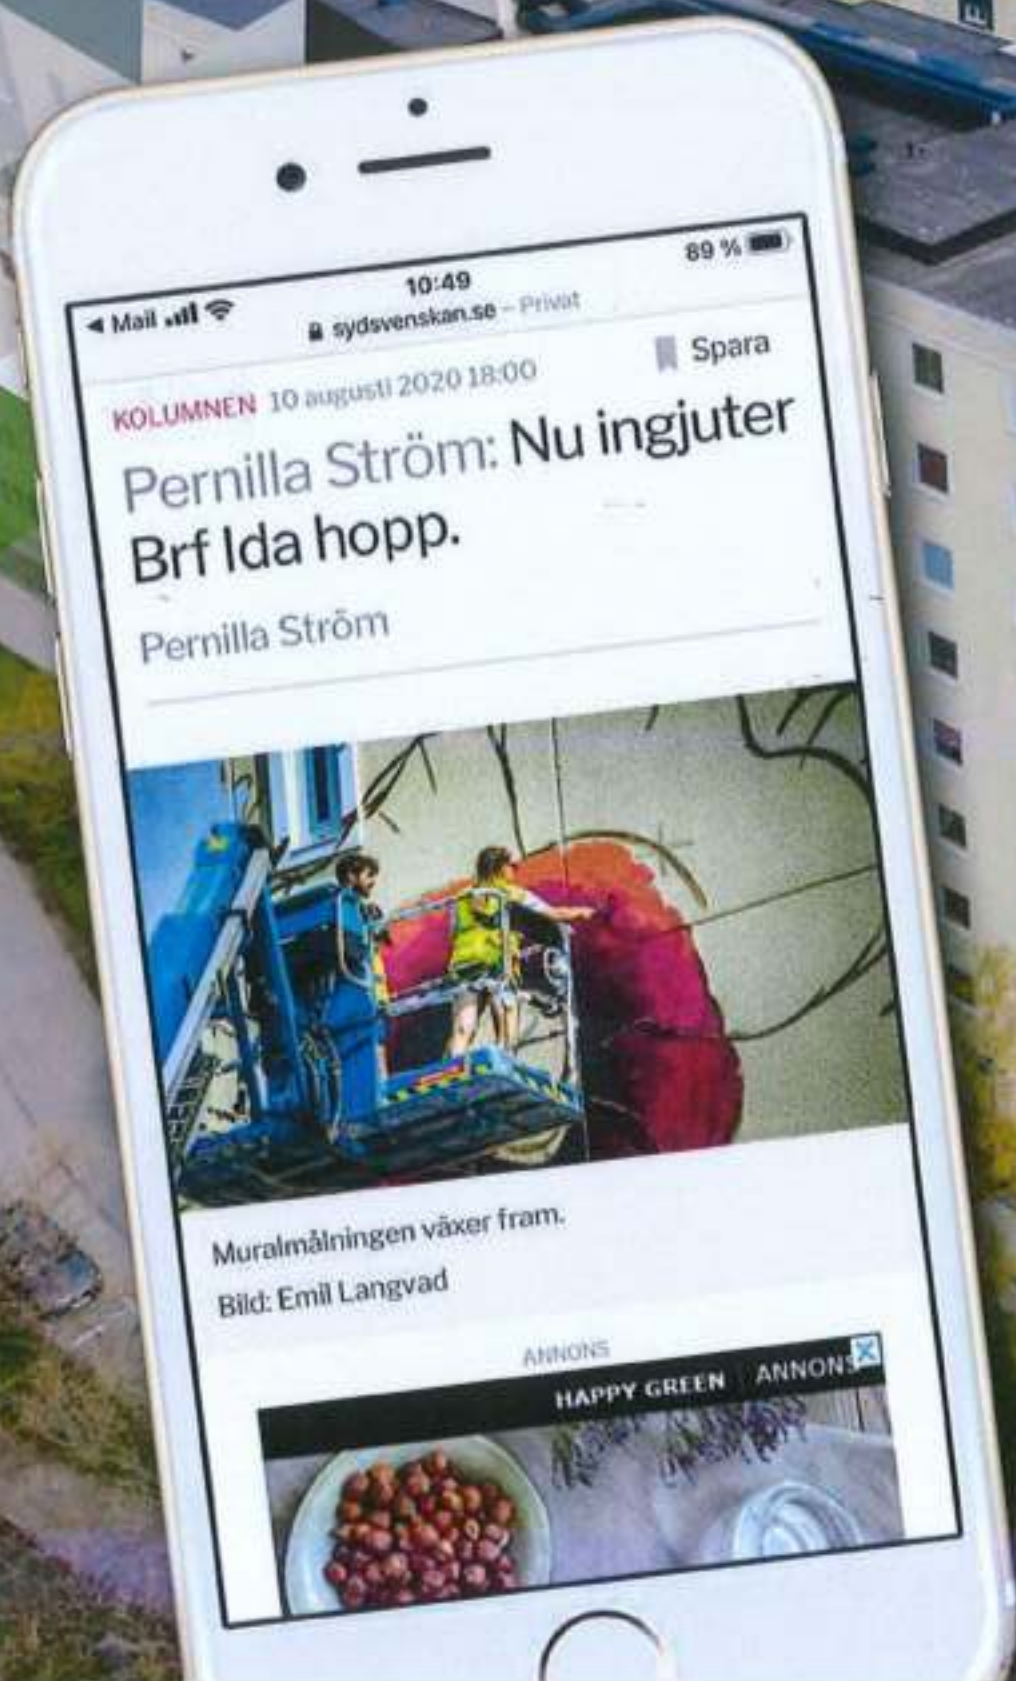 Mail
10:49
89 %
sydsvenskan.se – Privat
KOLUMNEN 10 augusti 2020 18:00
Spara
Pernilla Ström: Nu ingjuter
Brf Ida hopp.
Pernilla Ström
Muralmålningen växer fram.
Bild: Emil Langvad
ANNONS
HAPPY GREEN ANNONS